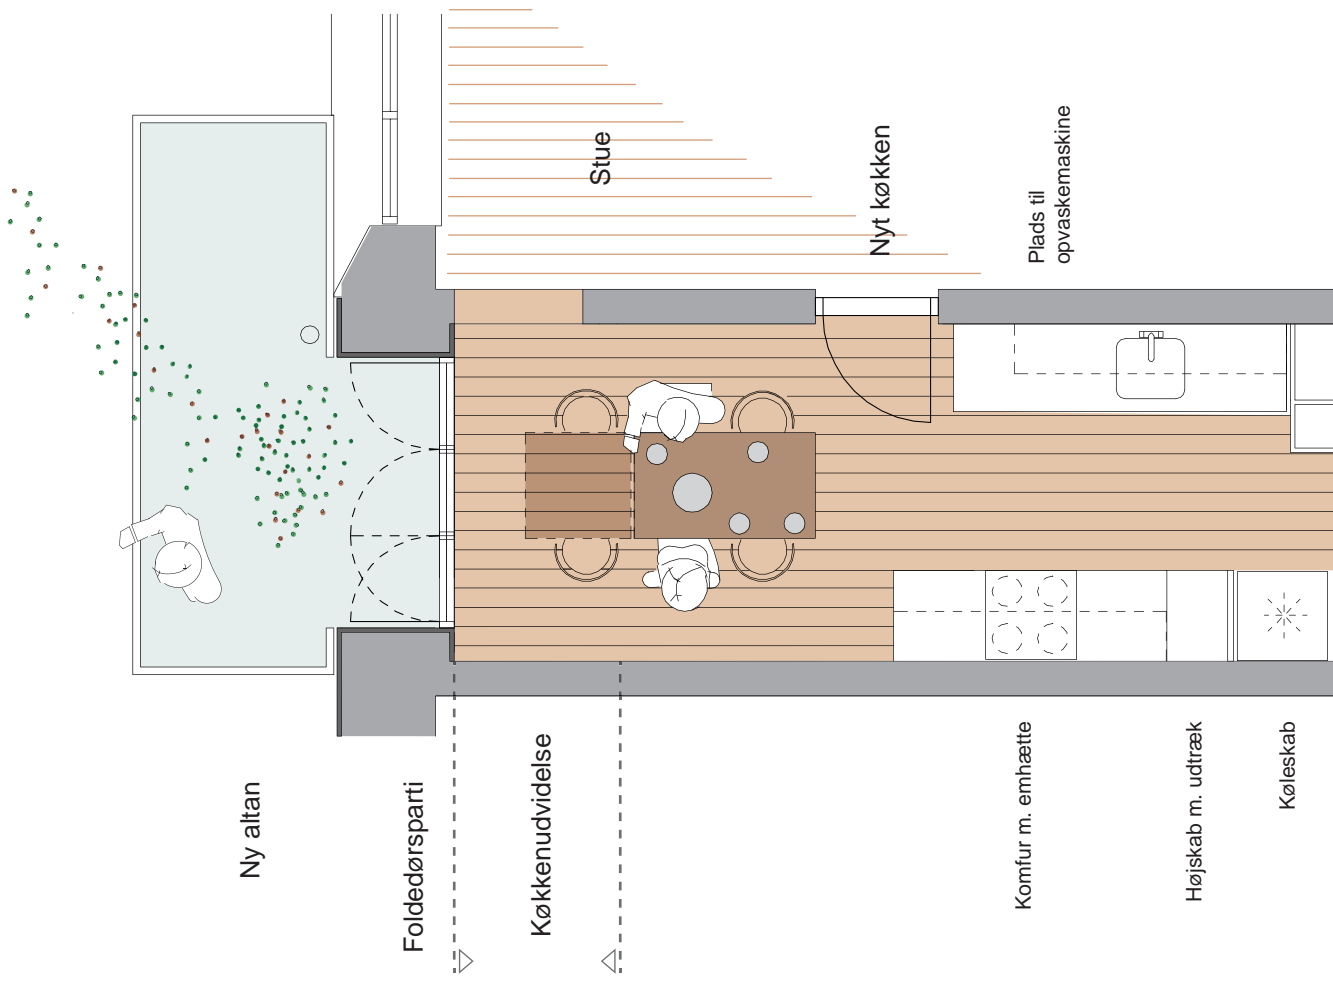 Stue
Nyt køkken
Plads til
opvaskemaskine
Ny altan
Foldedørsparti
Køkkenudvidelse
Komfur m. emhætte
Højskab m. udtræk
Køleskab